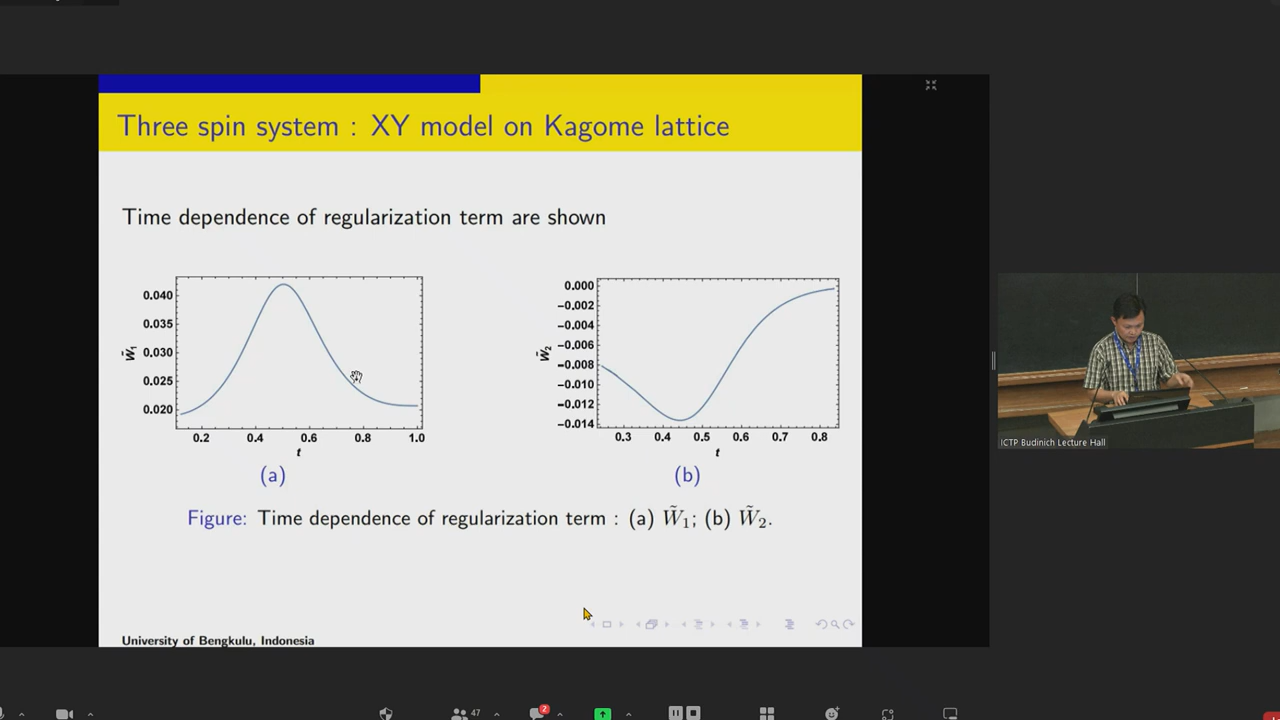 Three spin system : XY model on Kagome lattice
Time dependence of regularization term are shown
0.040
0.035
0.030
0.025
0.020
W̃₁
0.2 0.4 0.6 0.8 1.0
t
(a)
0.000
−0.002
−0.004
−0.006
−0.008
−0.010
−0.012
−0.014
W̃₂
0.3 0.4 0.5 0.6 0.7 0.8
t
(b)
Figure: Time dependence of regularization term : (a) W̃₁; (b) W̃₂.
University of Bengkulu, Indonesia
ICTP Budinich Lecture Hall
47
2